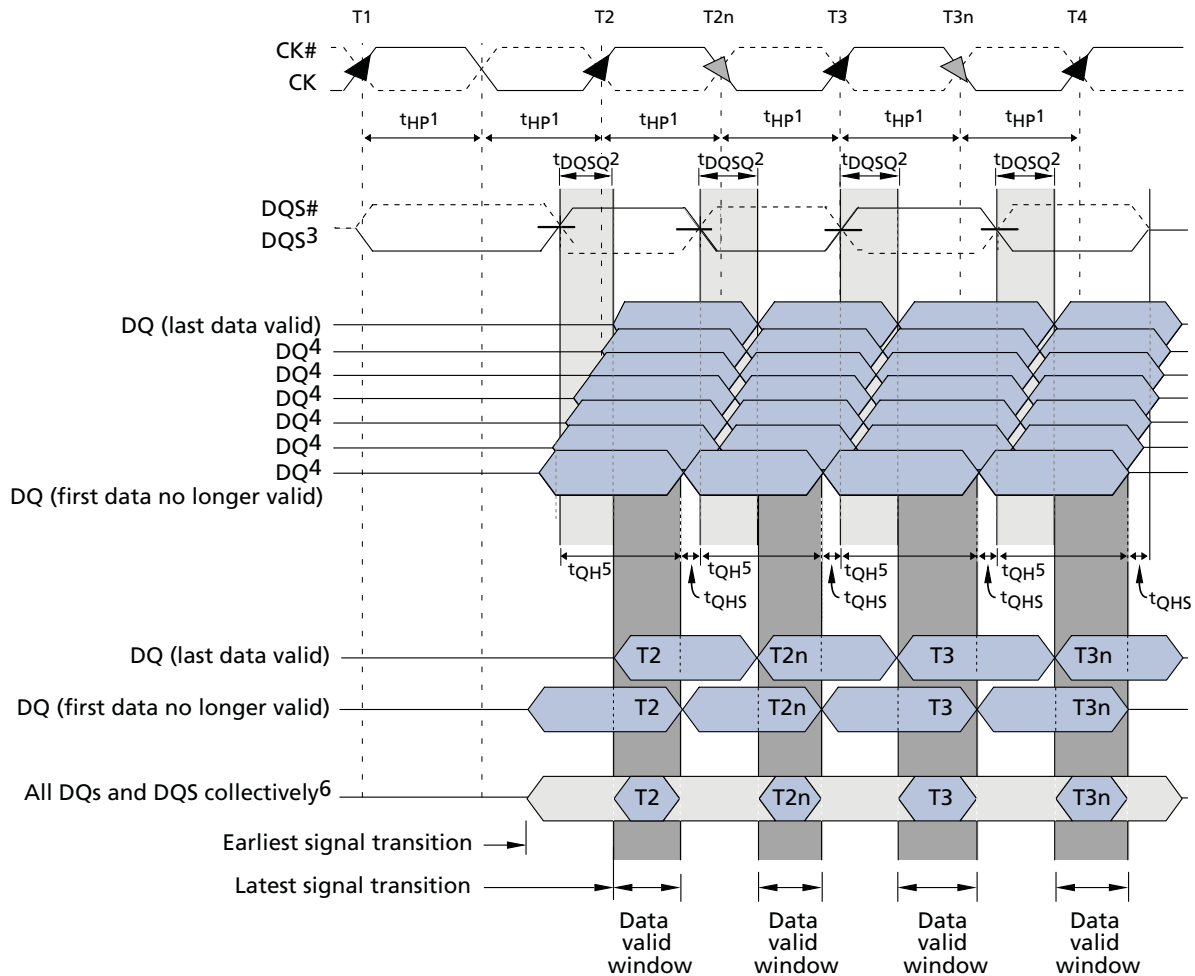 T1 T2 T2n T3 T3n T4
CK#
CK
tHP1 tHP1 tHP1 tHP1 tHP1 tHP1
tDQSQ2 tDQSQ2 tDQSQ2 tDQSQ2
DQS#
DQS3
DQ (last data valid)
DQ4
DQ4
DQ4
DQ4
DQ4
DQ4
DQ (first data no longer valid)
tQH5 tQH5 tQH5 tQH5
tQHS tQHS tQHS tQHS
DQ (last data valid) T2 T2n T3 T3n
DQ (first data no longer valid) T2 T2n T3 T3n
All DQs and DQS collectively6 T2 T2n T3 T3n
Earliest signal transition
Latest signal transition
Data valid window
Data valid window
Data valid window
Data valid window